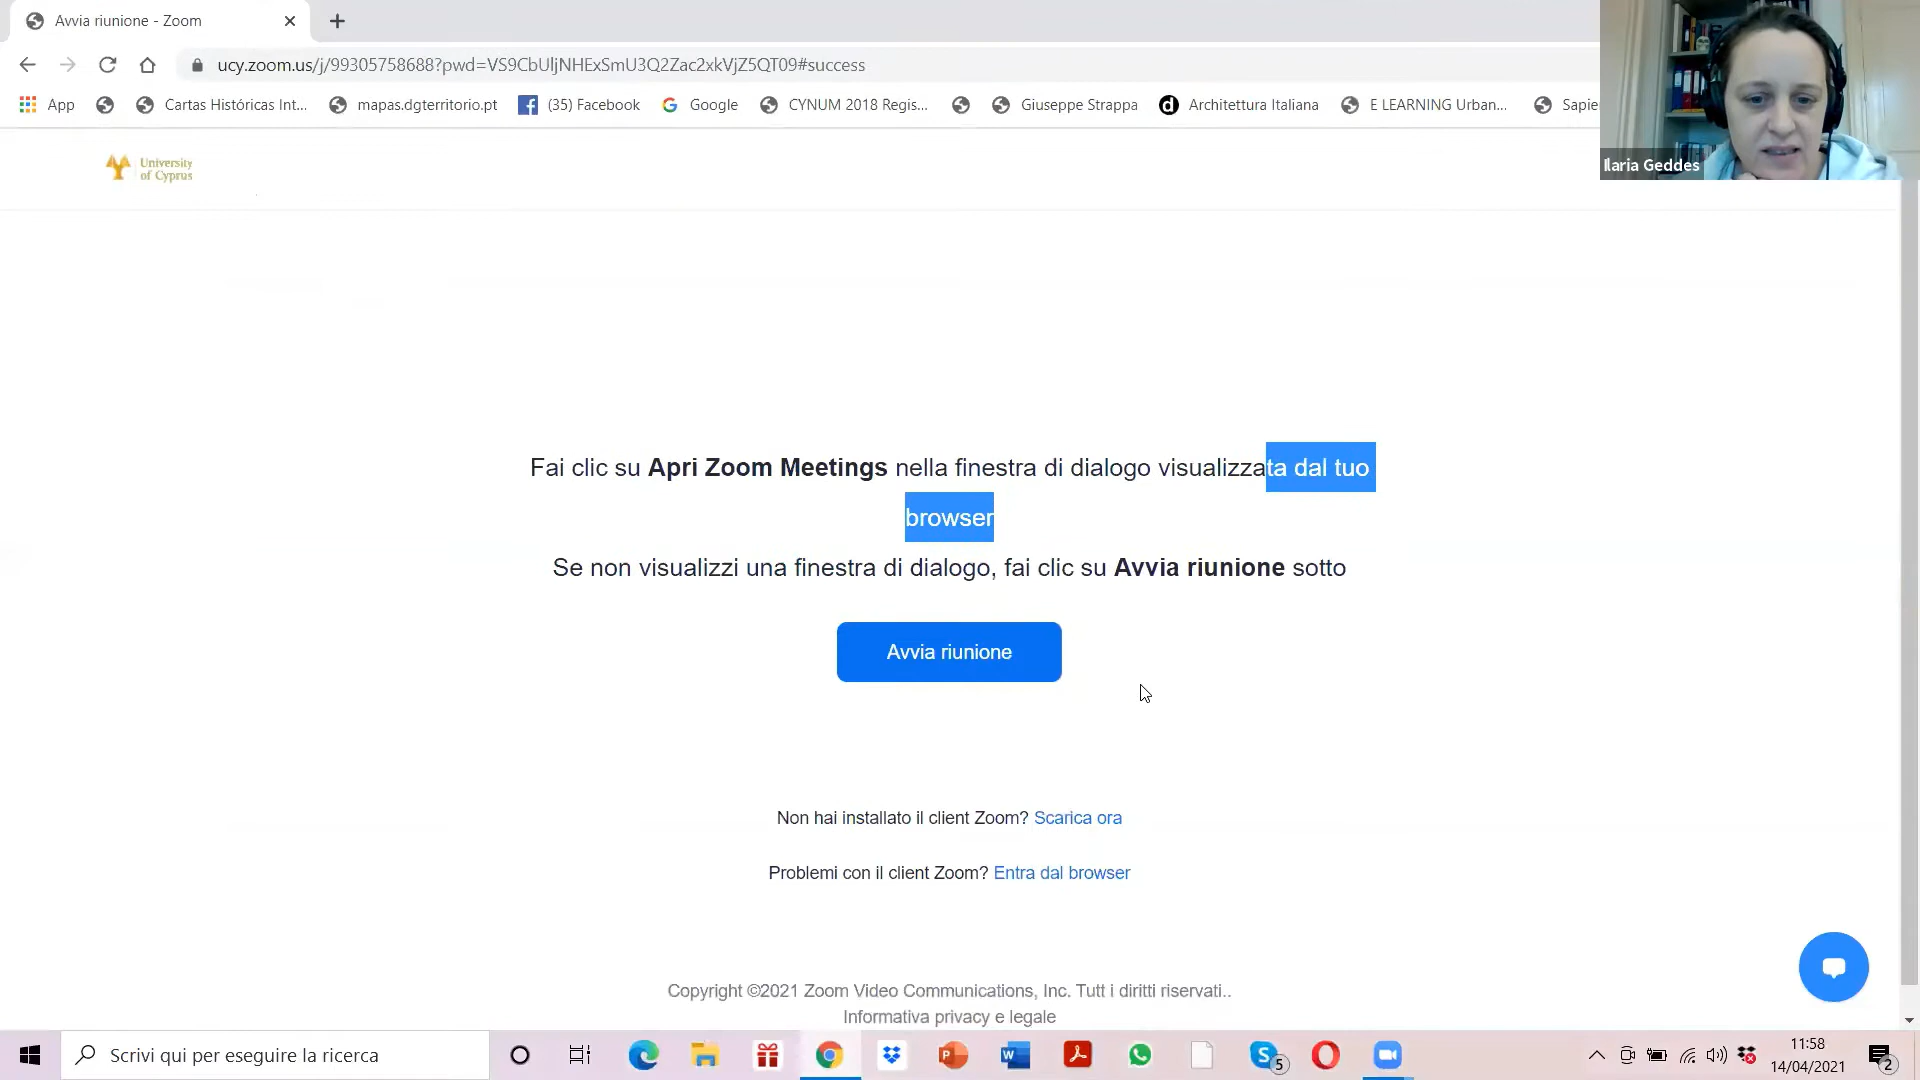 Avvia riunione - Zoom
ucy.zoom.us/j/99305758688?pwd=VS9CbUljNHExSmU3Q2Zac2xkVjZ5QT09#success
App Cartas Históricas Int... mapas.dgterritorio.pt (35) Facebook Google CYNUM 2018 Regis... Giuseppe Strappa Architettura Italiana E LEARNING Urban... Sapie
University
of Cyprus
Ilaria Geddes
Fai clic su Apri Zoom Meetings nella finestra di dialogo visualizzata dal tuo
browser
Se non visualizzi una finestra di dialogo, fai clic su Avvia riunione sotto
Avvia riunione
Non hai installato il client Zoom? Scarica ora
Problemi con il client Zoom? Entra dal browser
Copyright ©2021 Zoom Video Communications, Inc. Tutti i diritti riservati..
Informativa privacy e legale
Scrivi qui per eseguire la ricerca
5
11:58
14/04/2021
2